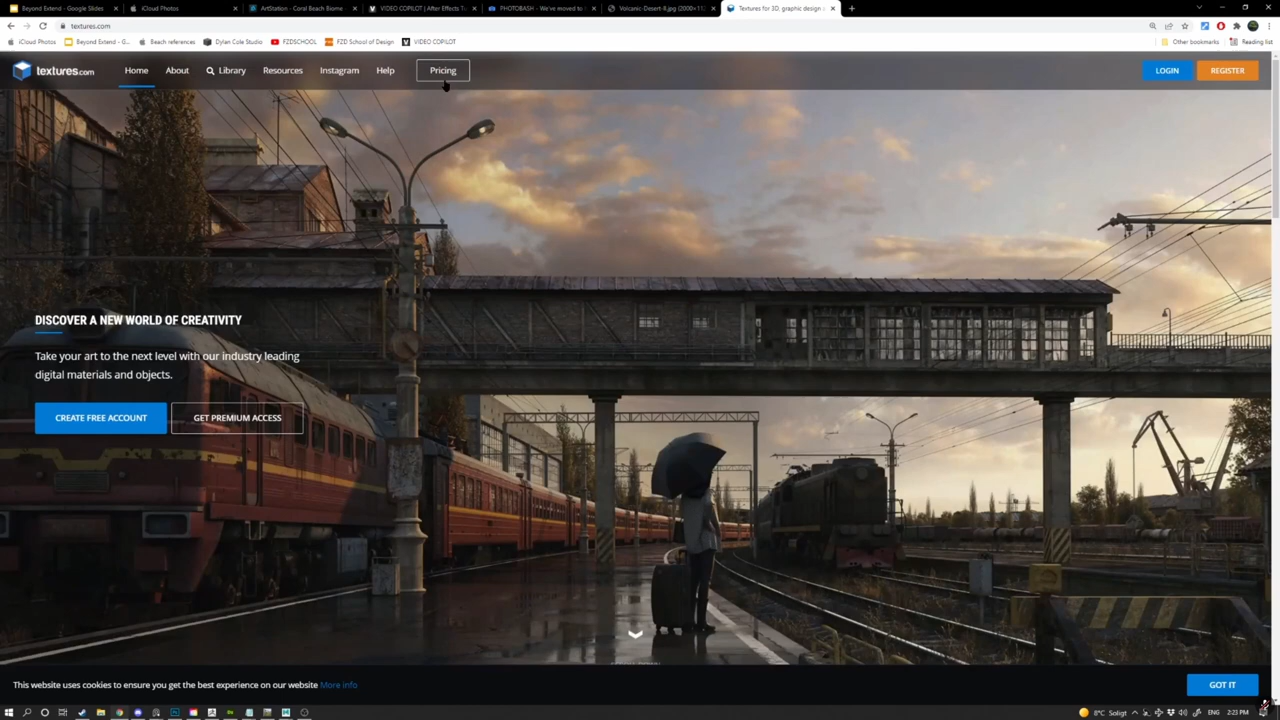 Beyond Extend - Google Slides
iCloud Photos
ArtStation - Coral Beach Biome
VIDEO COPILOT | After Effects T
PHOTOBASH - We've moved to
Volcanic-Desert-II.jpg (2000×11
Textures for 3D, graphic design a
textures.com
iCloud Photos
Beyond Extend - G...
Beach references
Dylan Cole Studio
FZDSCHOOL
FZD School of Design
VIDEO COPILOT
Other bookmarks
Reading list
textures.com
Home
About
Library
Resources
Instagram
Help
Pricing
LOGIN
REGISTER
DISCOVER A NEW WORLD OF CREATIVITY
Take your art to the next level with our industry leading
digital materials and objects.
CREATE FREE ACCOUNT
GET PREMIUM ACCESS
This website uses cookies to ensure you get the best experience on our website More info
GOT IT
8°C Soligt
ENG
2:23 PM